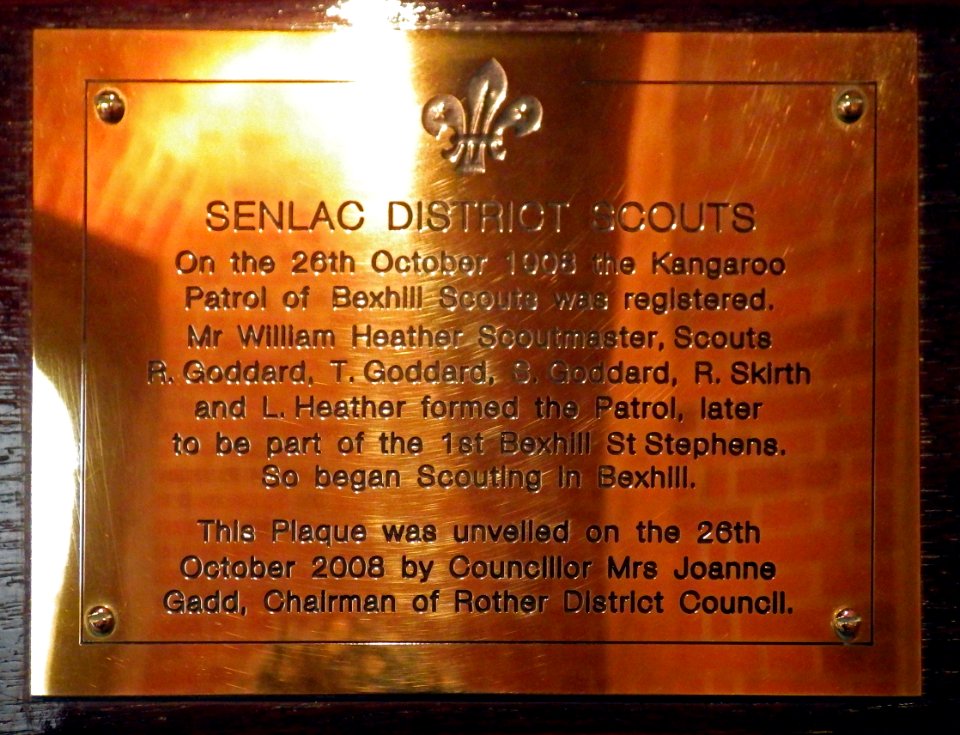 SENLAC DISTRICT SCOUTS
On the 26th October 1908 the Kangaroo
Patrol of Bexhill Scouts was registered.
Mr William Heather Scoutmaster, Scouts
R. Goddard, T. Goddard, S. Goddard, R. Skirth
and L. Heather formed the Patrol, later
to be part of the 1st Bexhill St Stephens.
So began Scouting in Bexhill.
This Plaque was unveiled on the 26th
October 2008 by Councillor Mrs Joanne
Gadd, Chairman of Rother District Council.